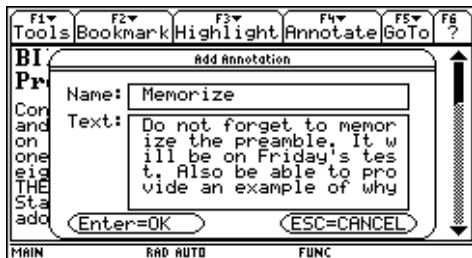 F1▼ F2▼ F3▼ F4▼ F5▼ F6
Tools Bookmark Highlight Annotate GoTo ?
BI
Add Annotation
Pr
Name: Memorize
Con
and
on
one
eig
THE
Sta
ado
Text: Do not forget to memor
ize the preamble. It w
ill be on Friday's tes
t. Also be able to pro
vide an example of why
Enter=OK ESC=CANCEL
MAIN RAD AUTO FUNC